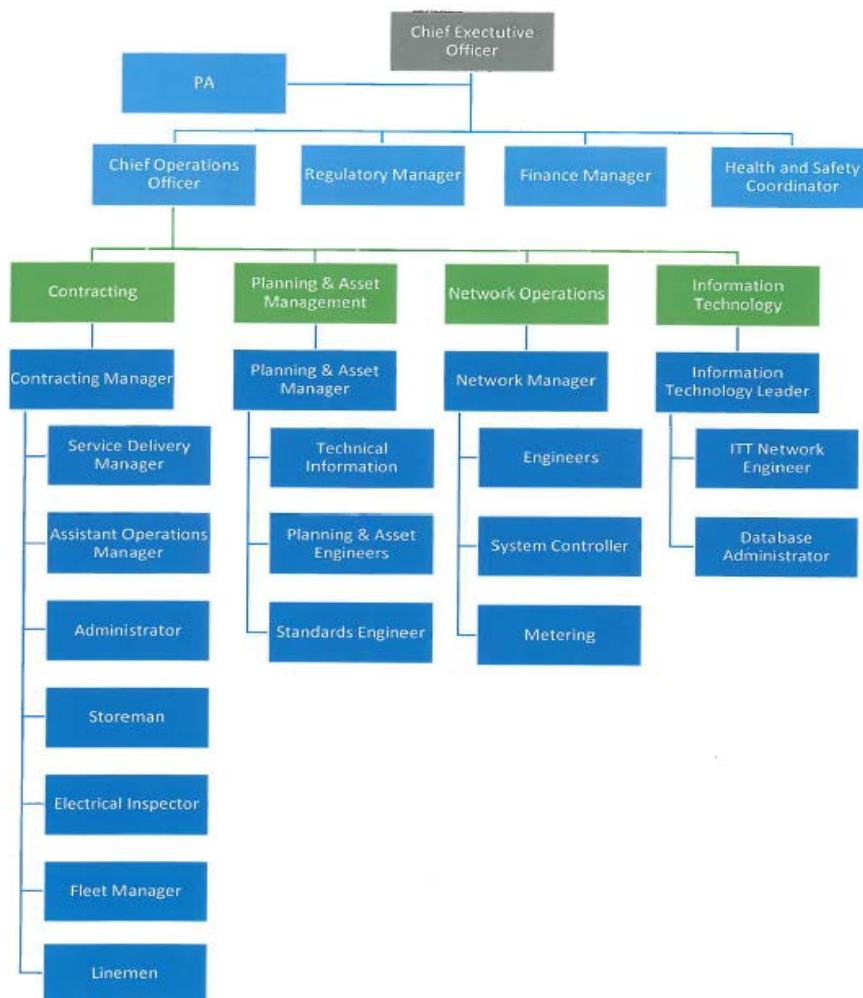 Chief Exectutive
Officer
PA
Chief Operations
Officer
Regulatory Manager
Finance Manager
Health and Safety
Coordinator
Contracting
Planning & Asset
Management
Network Operations
Information
Technology
Contracting Manager
Planning & Asset
Manager
Network Manager
Information
Technology Leader
Service Delivery
Manager
Technical
Information
Engineers
ITT Network
Engineer
Assistant Operations
Manager
Planning & Asset
Engineers
System Controller
Database
Administrator
Administrator
Standards Engineer
Metering
Storeman
Electrical Inspector
Fleet Manager
Linemen